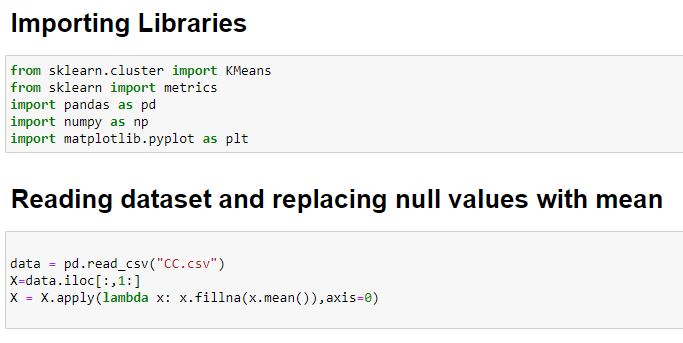 Importing Libraries
from sklearn.cluster import KMeans
from sklearn import metrics
import pandas as pd
import numpy as np
import matplotlib.pyplot as plt
Reading dataset and replacing null values with mean
data = pd.read_csv("CC.csv")
X=data.iloc[:,1:]
X = X.apply(lambda x: x.fillna(x.mean()),axis=0)